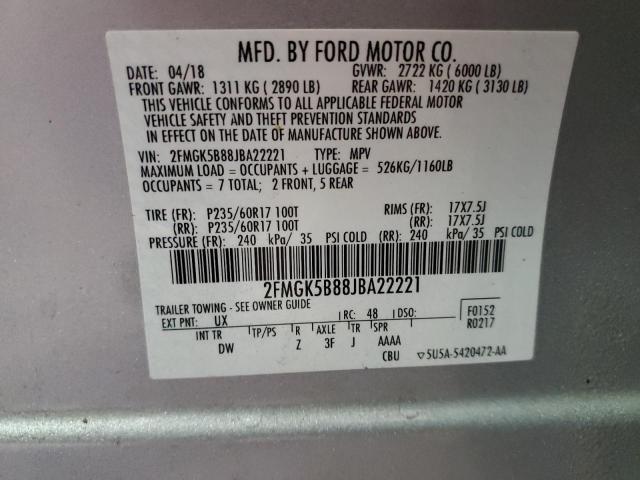 MFD. BY FORD MOTOR CO.
DATE: 04/18 GVWR: 2722 KG ( 6000 LB)
FRONT GAWR: 1311 KG ( 2890 LB) REAR GAWR: 1420 KG ( 3130 LB)
THIS VEHICLE CONFORMS TO ALL APPLICABLE FEDERAL MOTOR
VEHICLE SAFETY AND THEFT PREVENTION STANDARDS
IN EFFECT ON THE DATE OF MANUFACTURE SHOWN ABOVE.
VIN: 2FMGK5B88JBA22221 TYPE: MPV
MAXIMUM LOAD = OCCUPANTS + LUGGAGE = 526KG/1160LB
OCCUPANTS = 7 TOTAL; 2 FRONT, 5 REAR
TIRE (FR): P235/60R17 100T RIMS (FR): 17X7.5J
(RR): P235/60R17 100T (RR): 17X7.5J
PRESSURE (FR): 240 kPa/ 35 PSI COLD (RR): 240 kPa/ 35 PSI COLD
2FMGK5B88JBA22221
TRAILER TOWING - SEE OWNER GUIDE
EXT PNT: UX RC: 48 DSO: F0152
INT TR TP/PS R AXLE TR SPR R0217
DW Z 3F J AAAA
CBU ▽5U5A-5420472-AA